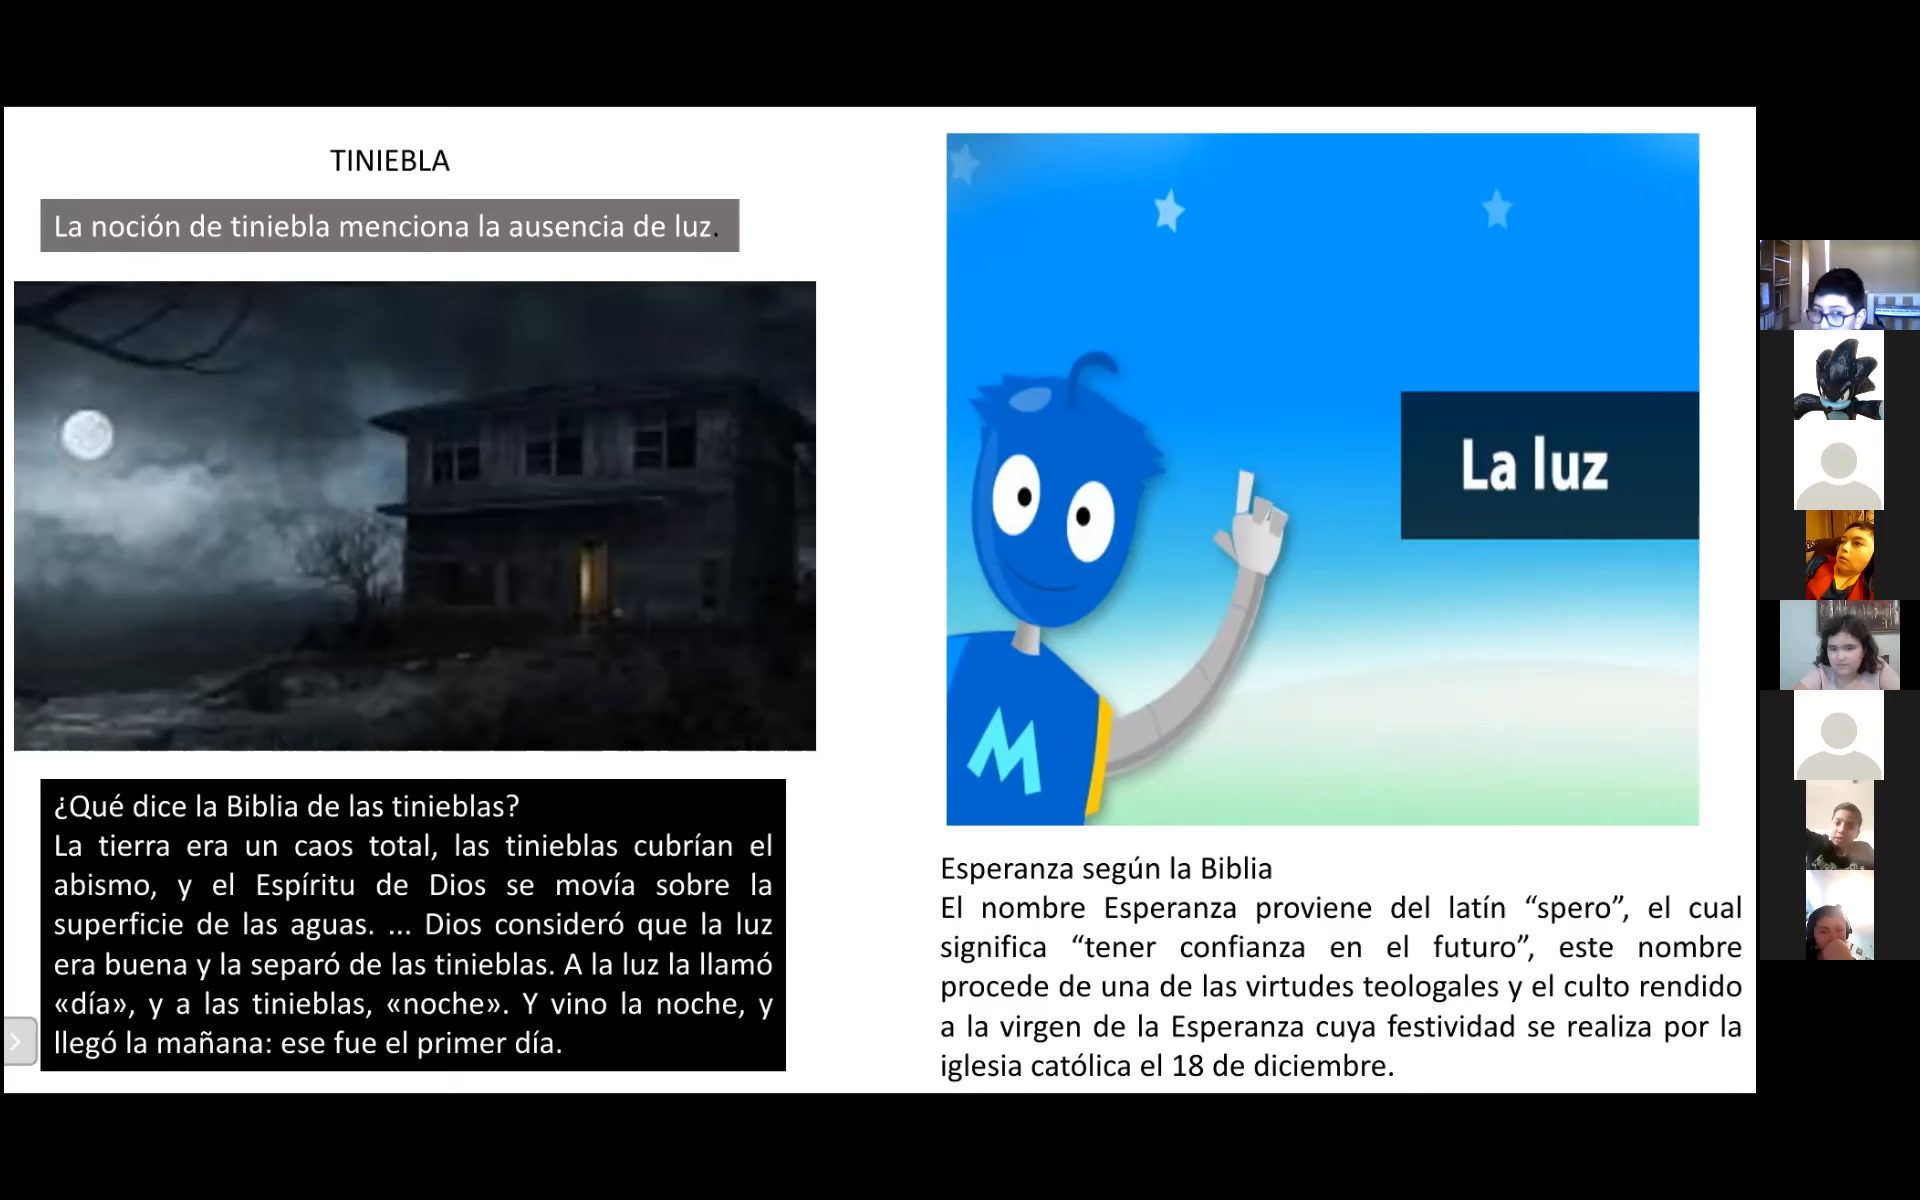 TINIEBLA
La noción de tiniebla menciona la ausencia de luz.
¿Qué dice la Biblia de las tinieblas?
La tierra era un caos total, las tinieblas cubrían el
abismo, y el Espíritu de Dios se movía sobre la
superficie de las aguas. ... Dios consideró que la luz
era buena y la separó de las tinieblas. A la luz la llamó
«día», y a las tinieblas, «noche». Y vino la noche, y
llegó la mañana: ese fue el primer día.
La luz
M
Esperanza según la Biblia
El nombre Esperanza proviene del latín “spero”, el cual
significa “tener confianza en el futuro”, este nombre
procede de una de las virtudes teologales y el culto rendido
a la virgen de la Esperanza cuya festividad se realiza por la
iglesia católica el 18 de diciembre.